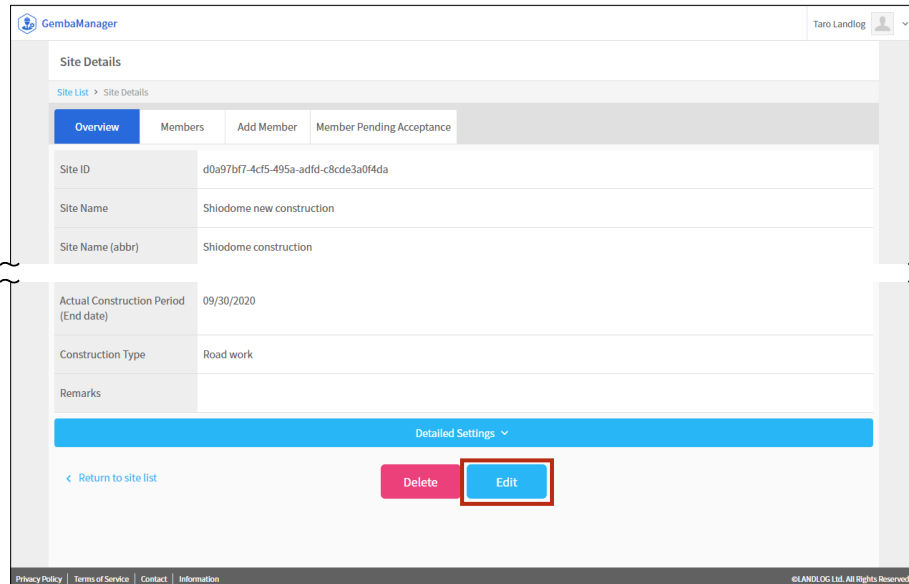 GembaManager
Taro Landlog
Site Details
Site List > Site Details
Overview Members Add Member Member Pending Acceptance
Site ID d0a97bf7-4cf5-495a-adfd-c8cde3a0f4da
Site Name Shiodome new construction
Site Name (abbr) Shiodome construction
Actual Construction Period 09/30/2020
(End date)
Construction Type Road work
Remarks
Detailed Settings
Return to site list Delete Edit
Privacy Policy | Terms of Service | Contact | Information ©LANDLOG Ltd. All Rights Reserved